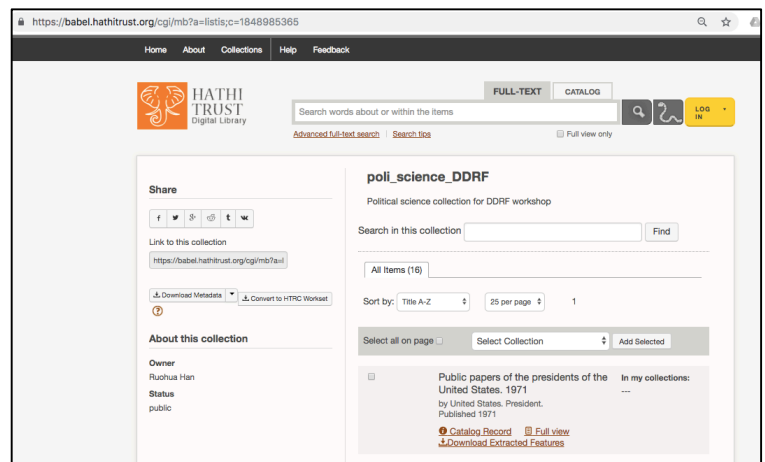 https://babel.hathitrust.org/cgi/mb?a=listis;c=1848985365
Home About Collections Help Feedback
HATHI
TRUST
Digital Library
FULL-TEXT CATALOG
Search words about or within the items
LOG
IN
Advanced full-text search Search tips Full view only
Share
Link to this collection
https://babel.hathitrust.org/cgi/mb?a=l
Download Metadata Convert to HTRC Workset
?
About this collection
Owner
Ruohua Han
Status
public
poli_science_DDRF
Political science collection for DDRF workshop
Search in this collection Find
All Items (16)
Sort by: Title A-Z 25 per page 1
Select all on page Select Collection Add Selected
Public papers of the presidents of the
United States. 1971
by United States. President.
Published 1971
Catalog Record Full view
Download Extracted Features
In my collections:
---